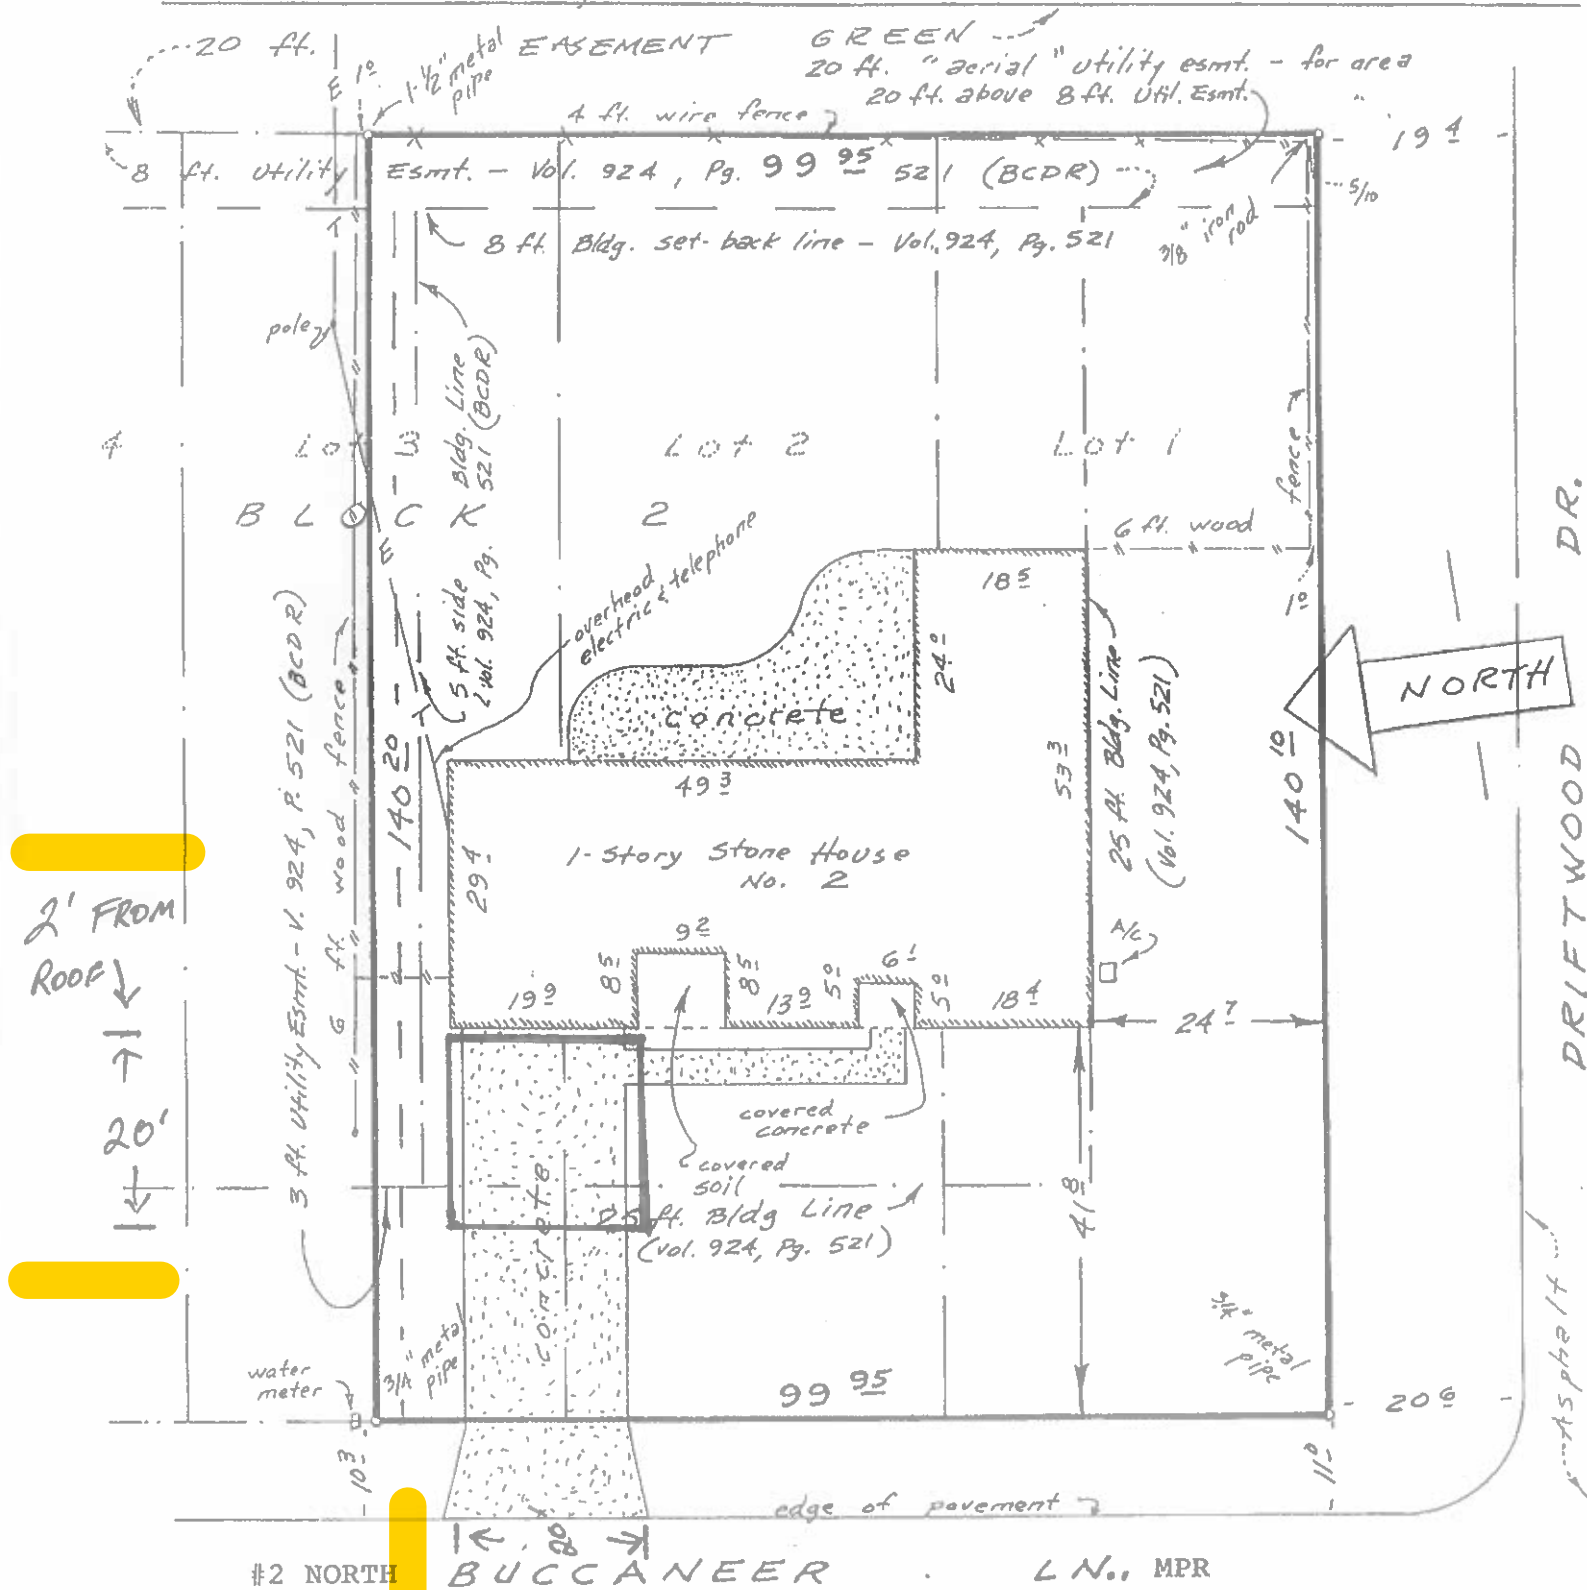 20 ft.
EASEMENT
GREEN
1-1/2" metal
pipe
20 ft. "aerial" utility esmt. - for area
20 ft. above 8 ft. Util. Esmt.
E
1⁰
4 ft. wire fence
19 4
8 ft. Utility Esmt. - Vol. 924, Pg. 521 (BCDR)
99 95
5/10
3/8" iron
rod
8 ft. Bldg. set-back line - Vol. 924, Pg. 521
pole
5 ft. side Bldg. Line
Vol. 924, Pg. 521 (BCDR)
4
Lot 3
Lot 2
Lot 1
fence
BLOCK 2
6 ft. wood
E
overhead
electric & telephone
18 5
1⁰
DRIFTWOOD DR.
NORTH
24 0
concrete
T
T
140 20
49 3
53 3
25 ft. Bldg. Line
(Vol. 924, Pg. 521)
140 10
3 ft. Utility Esmt. - V. 924, P. 521 (BCDR)
6 ft. wood fence
1-Story Stone House
No. 2
29 4
2' FROM
ROOF
9 2
8 5
8 5
6 1
5 0
5 0
A/C
19 9
13 9
18 4
24 7
20'
covered
concrete
covered
soil
concrete
25 ft. Bldg Line
(Vol. 924, Pg. 521)
41 8
Asphalt
3/4" metal
pipe
metal
pipe
water
meter
99 95
20 6
10 3
11 0
edge of pavement
20
#2 NORTH BUCCANEER LN., MPR